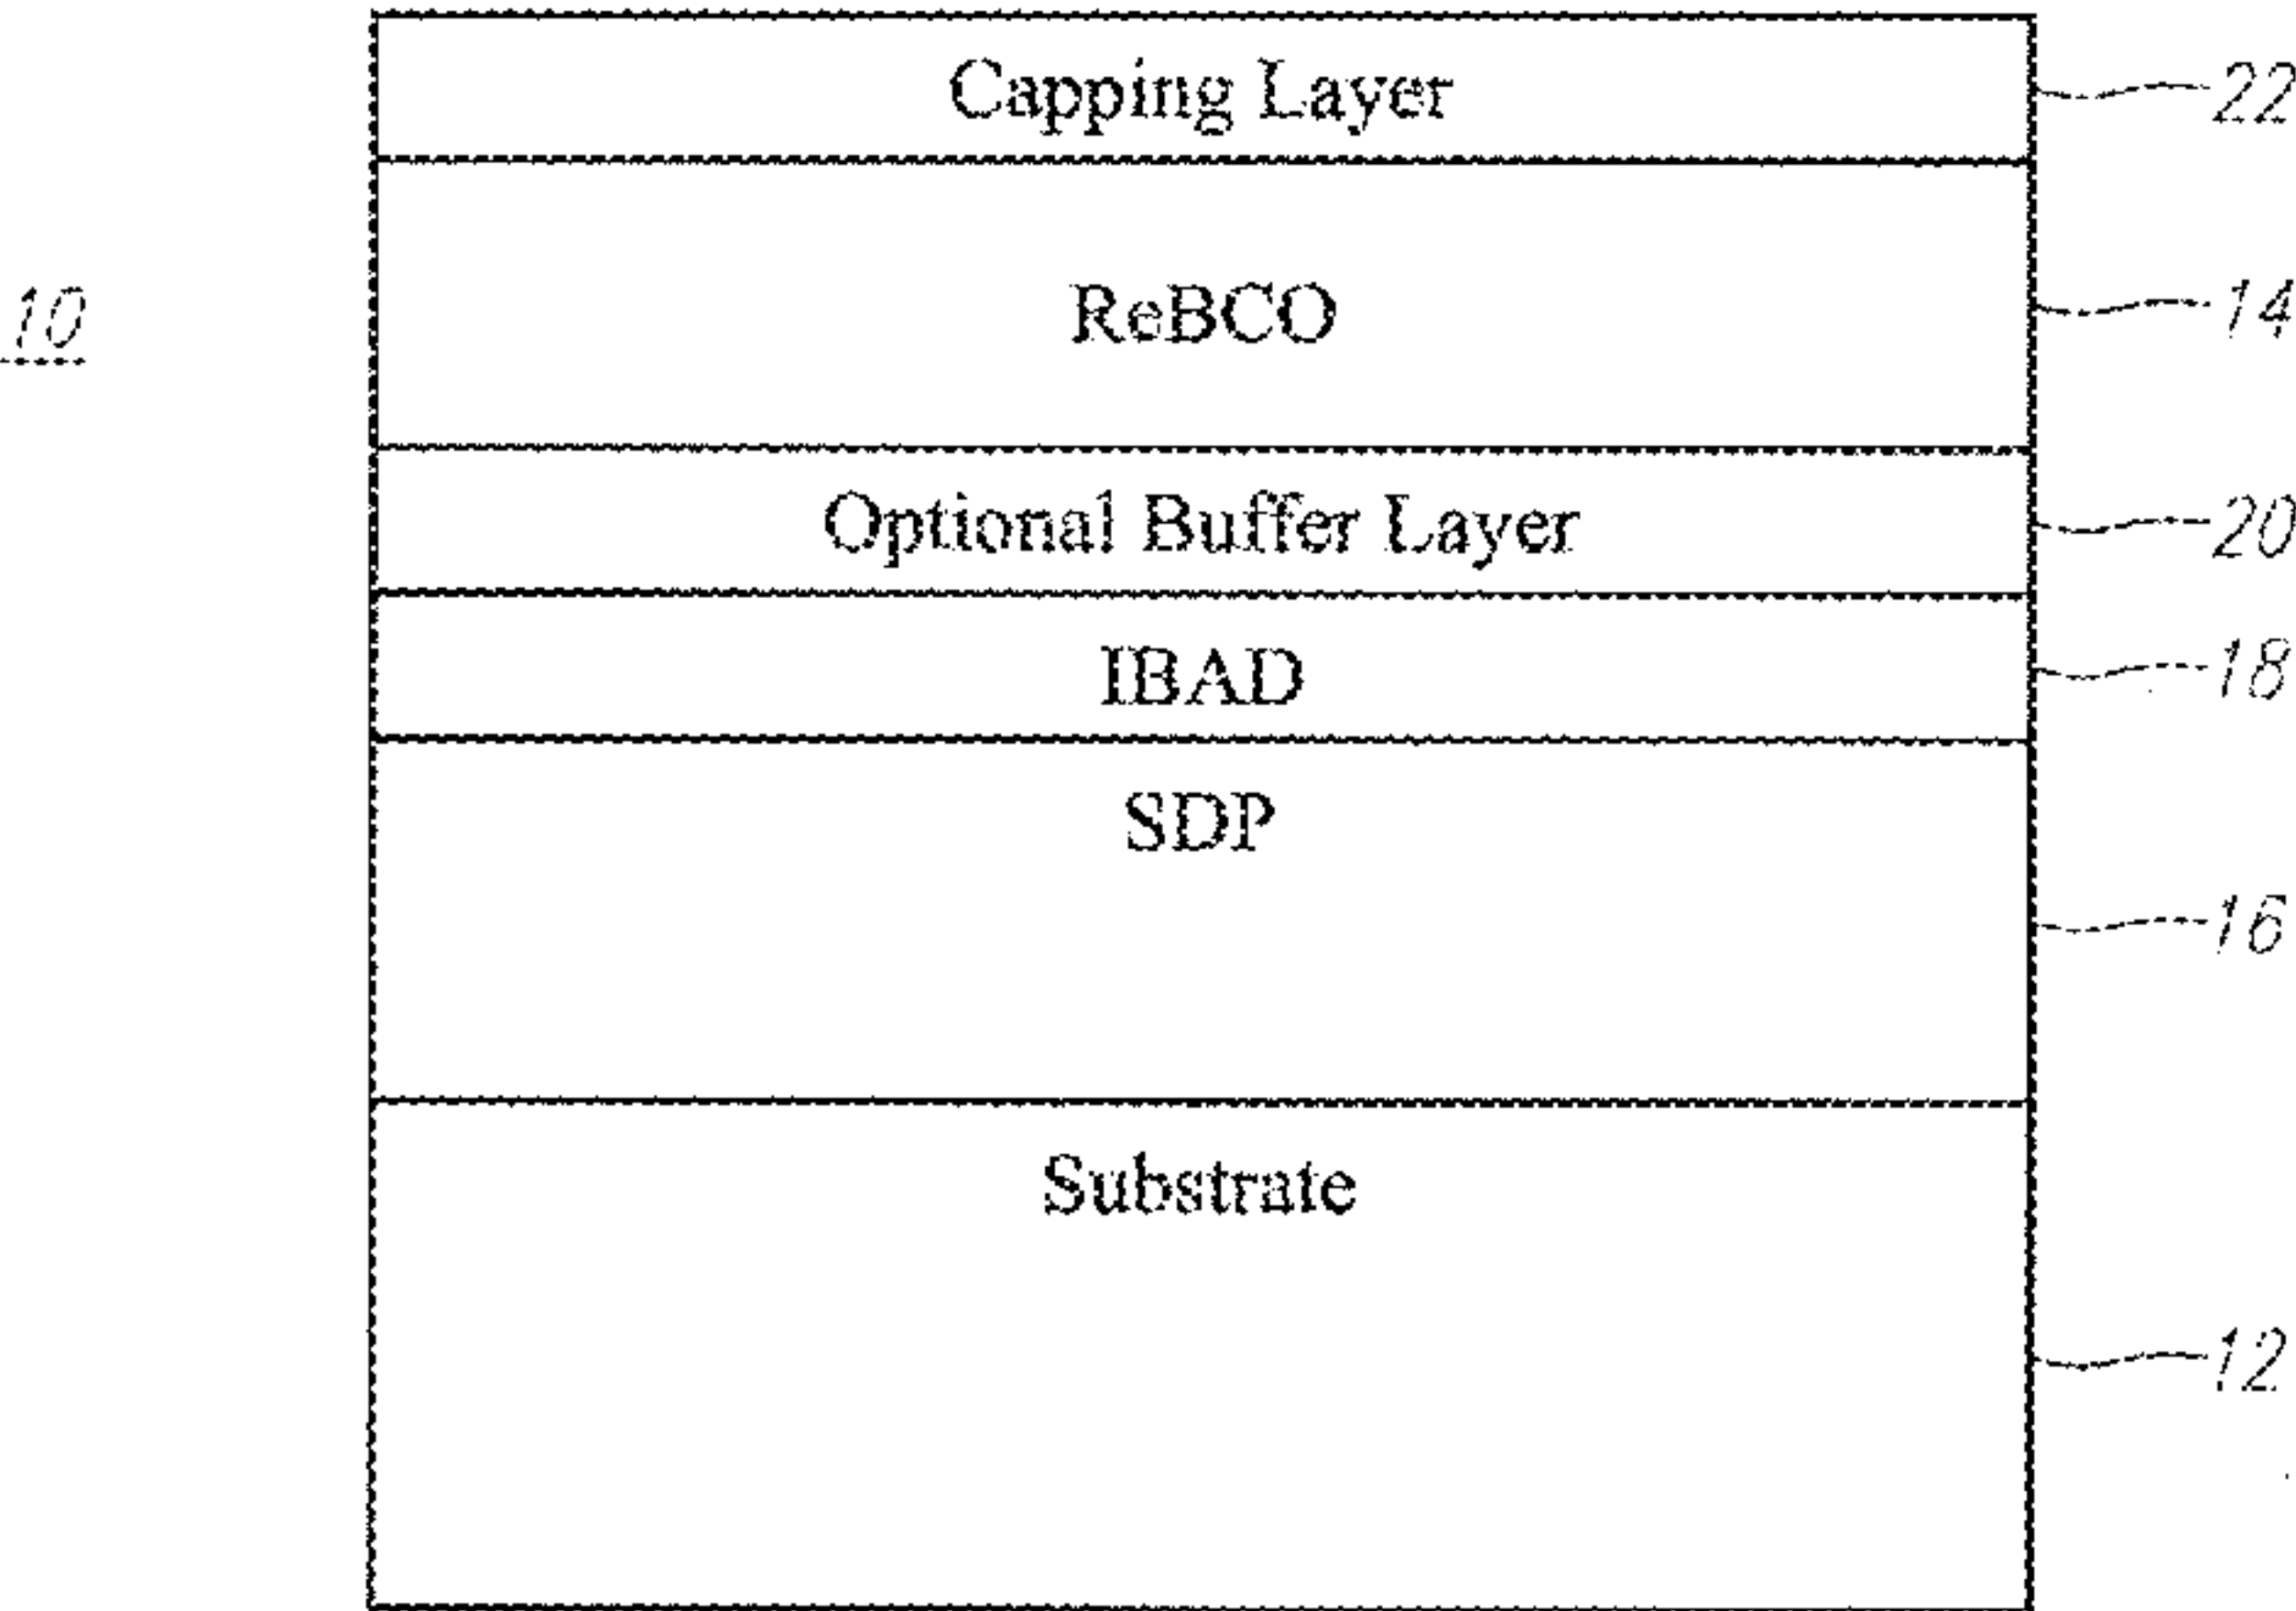 Capping Layer 22
10 ReBCO 14
Optional Buffer Layer 20
IBAD 18
SDP
16
Substrate
12